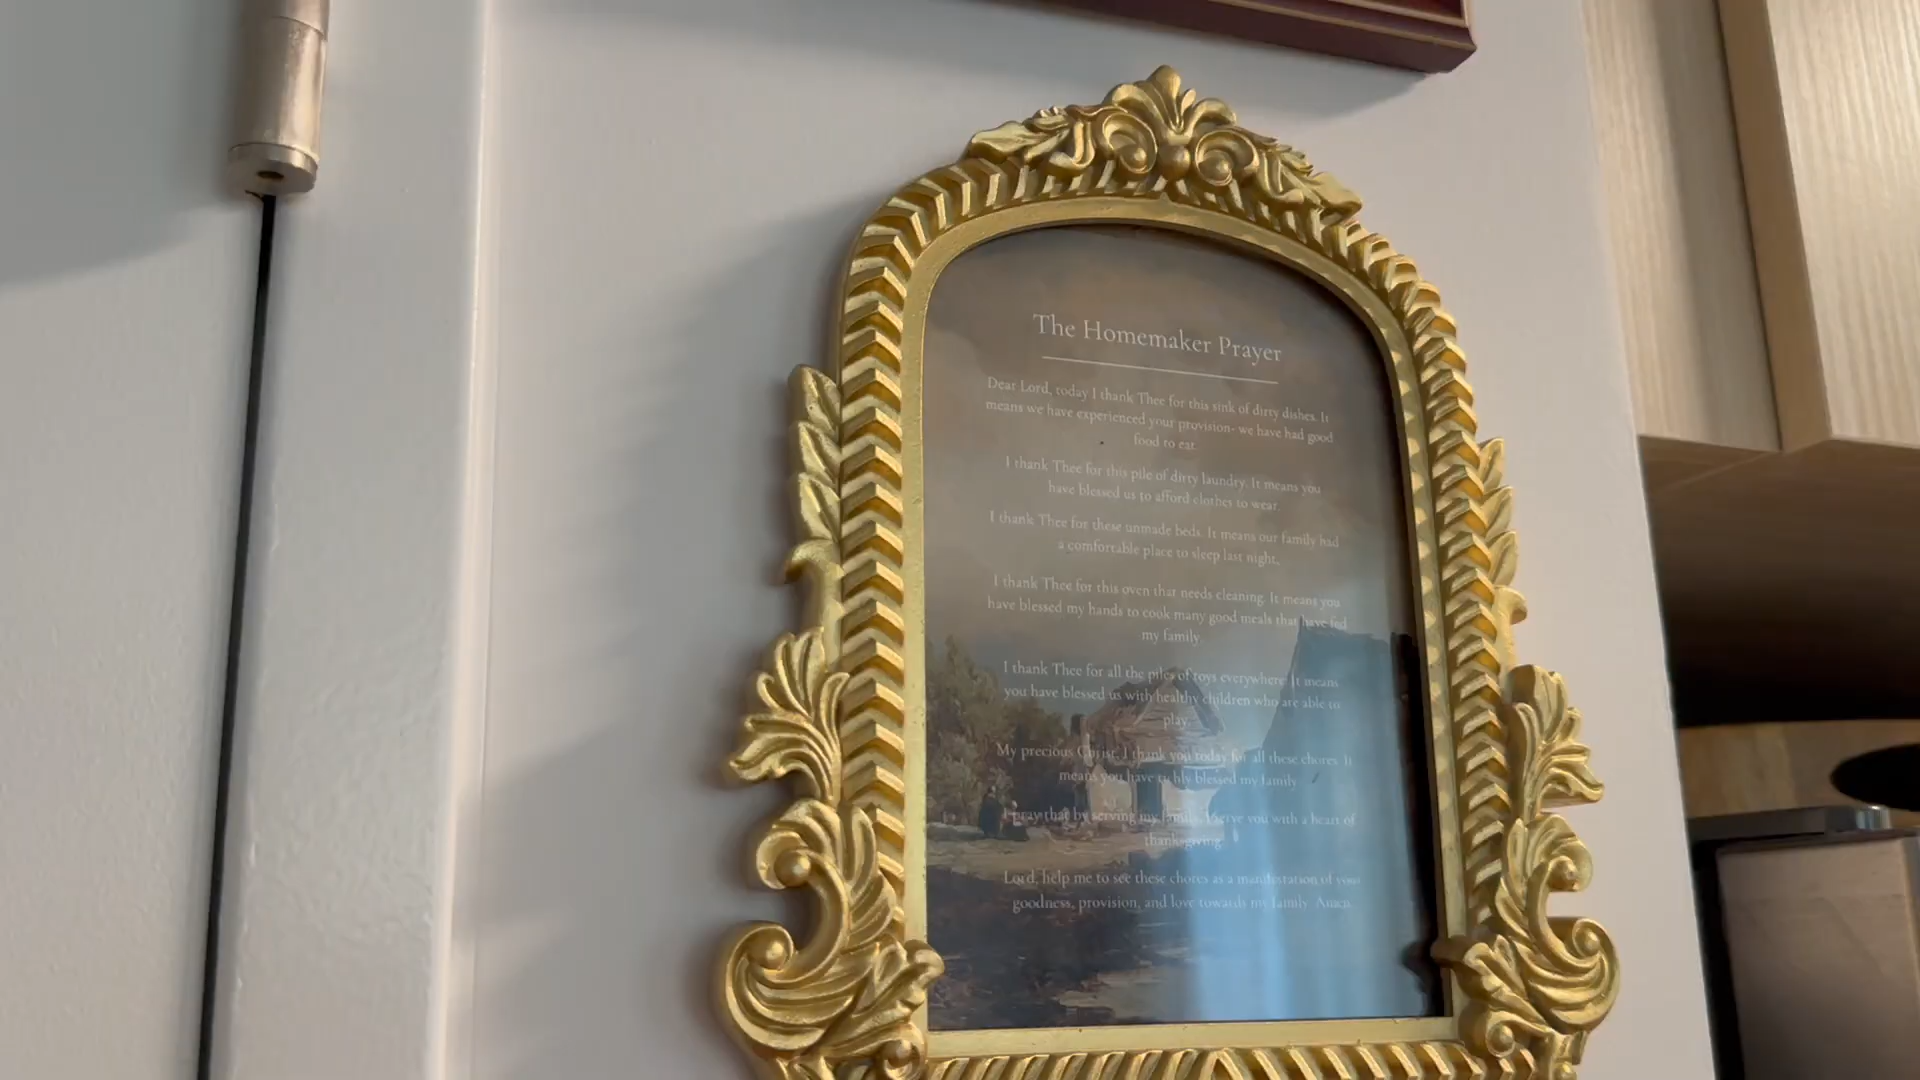 The Homemaker Prayer
Dear Lord, today I thank Thee for this sink of dirty dishes. It
means we have experienced your provision- we have had good
food to eat.
I thank Thee for this pile of dirty laundry. It means you
have blessed us to afford clothes to wear.
I thank Thee for these unmade beds. It means our family had
a comfortable place to sleep last night.
I thank Thee for this oven that needs cleaning. It means you
have blessed my hands to cook many good meals that have fed
my family.
I thank Thee for all the piles of toys everywhere. It means
you have blessed us with healthy children who are able to
play.
My precious Christ, I thank you today for all these chores. It
means you have richly blessed my family.
I pray that by serving my family, I serve you with a heart of
thanksgiving.
Lord, help me to see these chores as a manifestation of your
goodness, provision, and love towards my family. Amen.